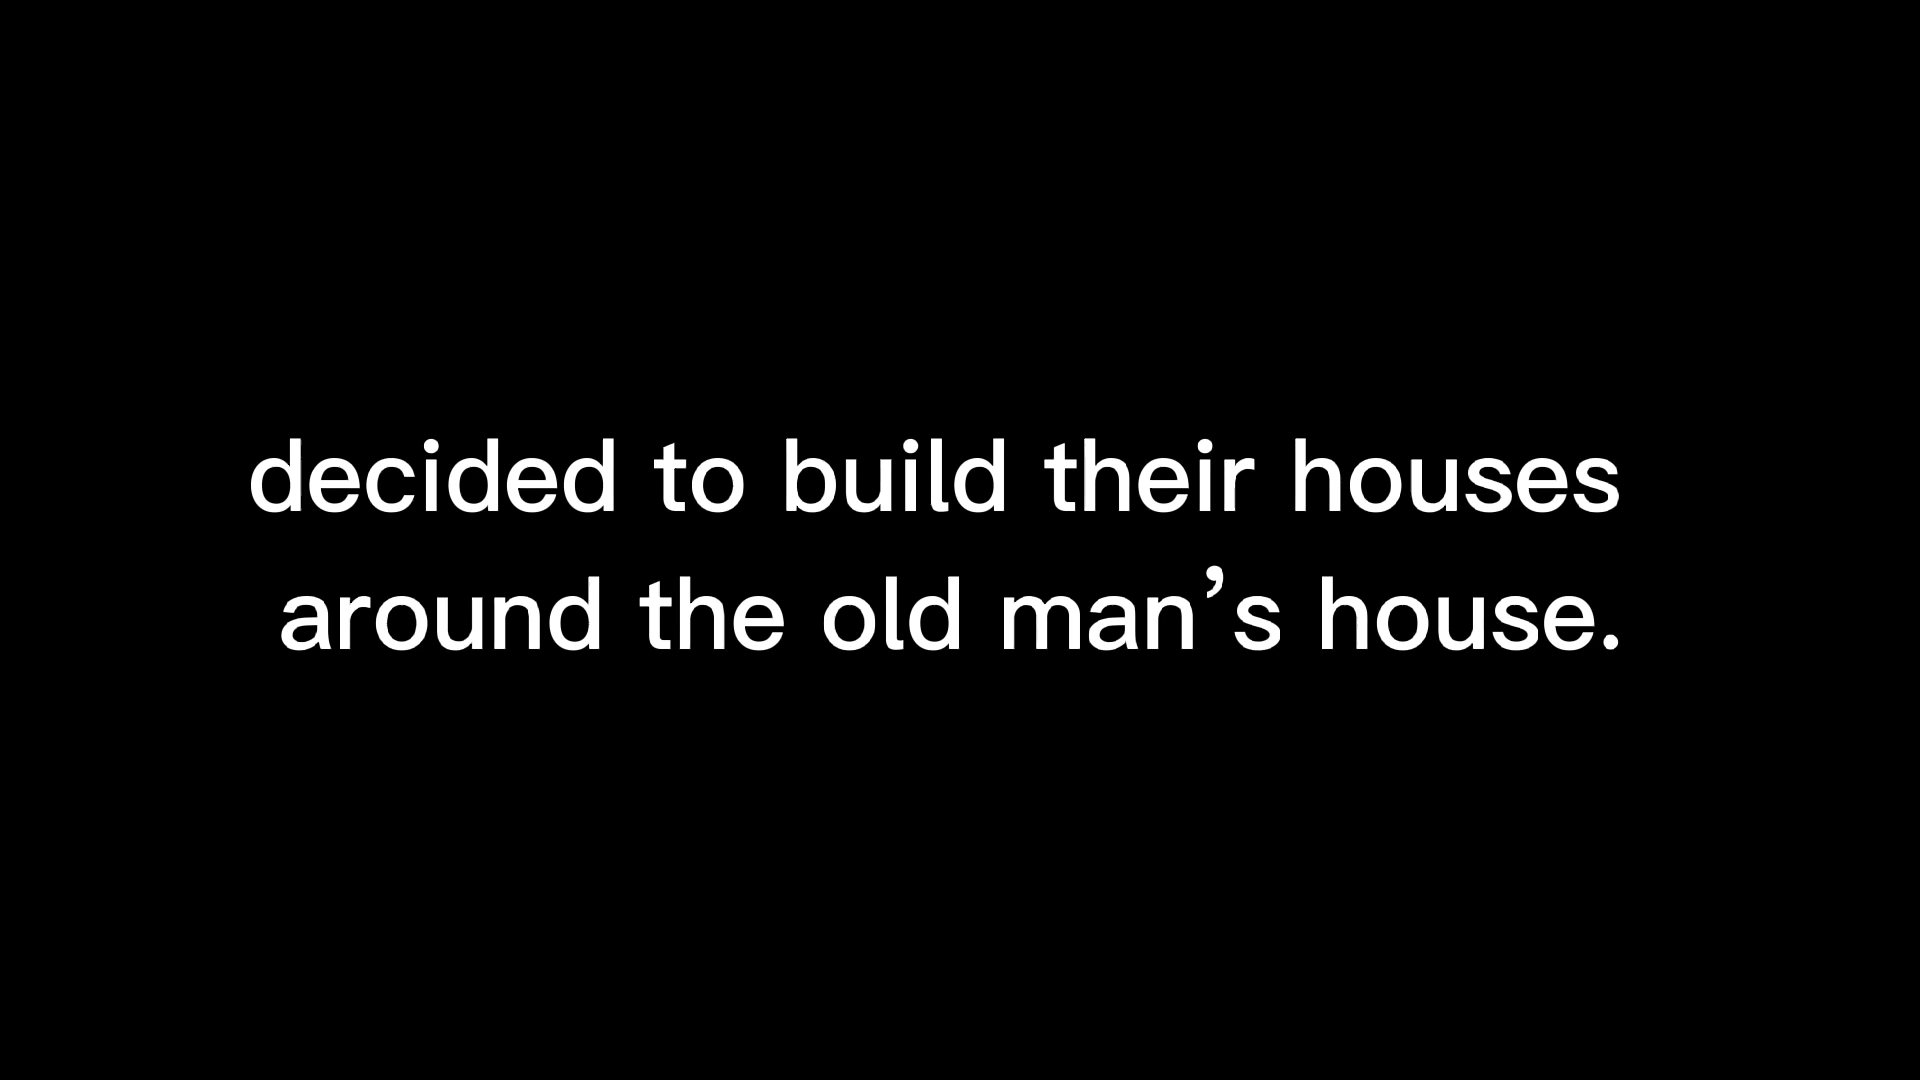 decided to build their houses
around the old man’s house.